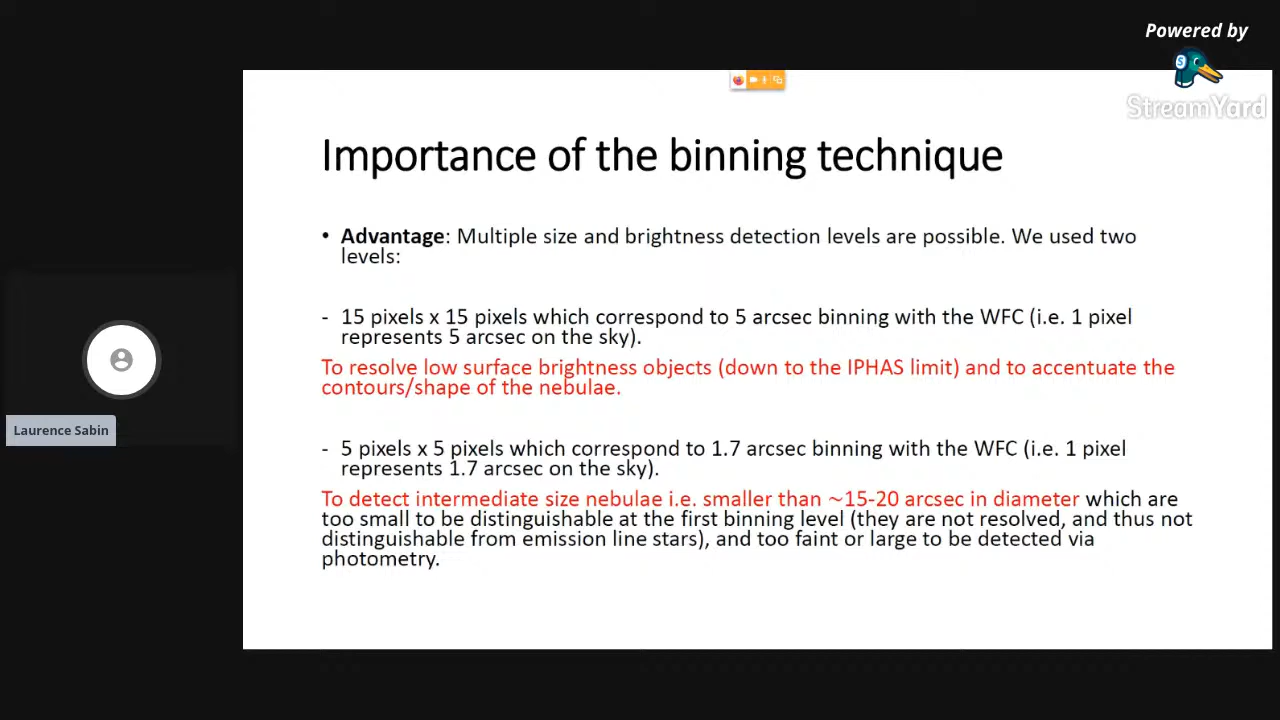 Powered by
StreamYard
Importance of the binning technique
• Advantage: Multiple size and brightness detection levels are possible. We used two
levels:
- 15 pixels x 15 pixels which correspond to 5 arcsec binning with the WFC (i.e. 1 pixel
represents 5 arcsec on the sky).
To resolve low surface brightness objects (down to the IPHAS limit) and to accentuate the
contours/shape of the nebulae.
- 5 pixels x 5 pixels which correspond to 1.7 arcsec binning with the WFC (i.e. 1 pixel
represents 1.7 arcsec on the sky).
To detect intermediate size nebulae i.e. smaller than ~15-20 arcsec in diameter which are
too small to be distinguishable at the first binning level (they are not resolved, and thus not
distinguishable from emission line stars), and too faint or large to be detected via
photometry.
Laurence Sabin